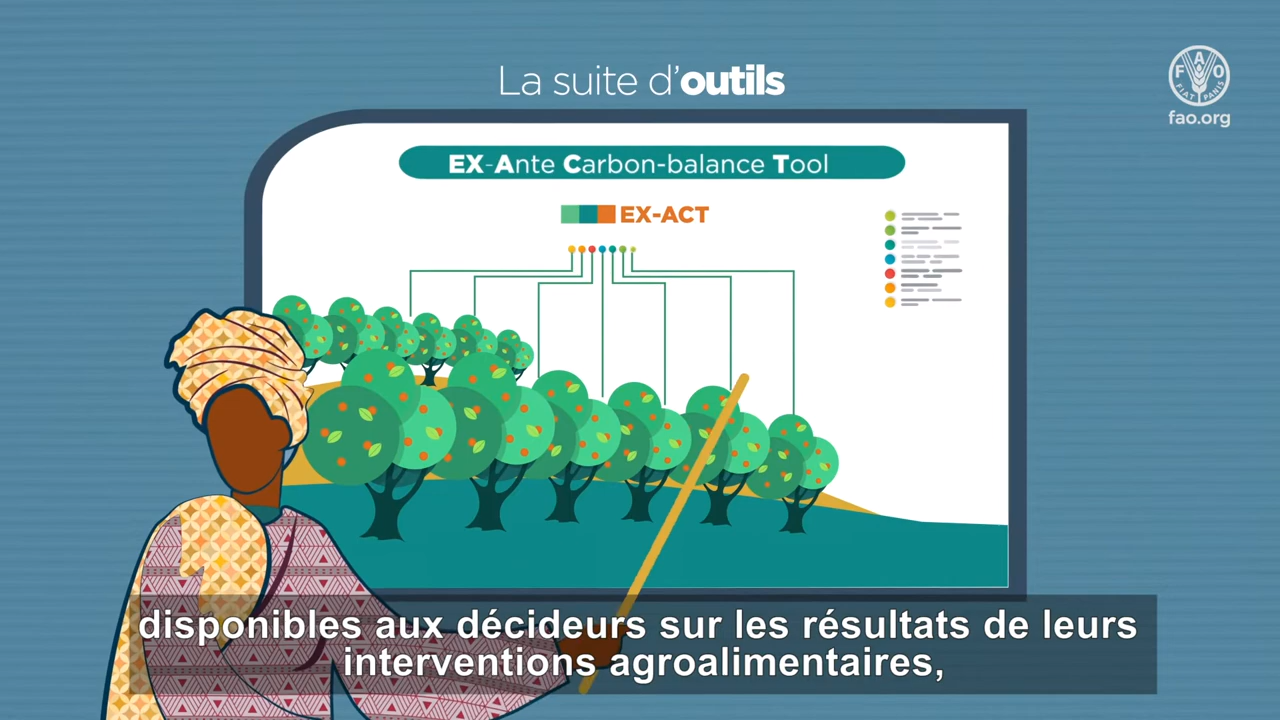 La suite d'outils
FAO
FIAT PANIS
fao.org
EX-Ante Carbon-balance Tool
EX-ACT
disponibles aux décideurs sur les résultats de leurs
interventions agroalimentaires,